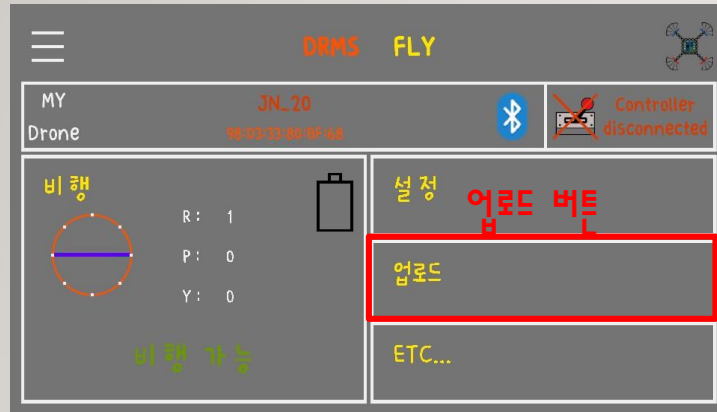 DRMS FLY
MY Drone
JN_20
98:D3:33:80:8F:68
Controller disconnected
비행
R: 1
P: 0
Y: 0
비행 가능
설정
업로드 버튼
업로드
ETC...